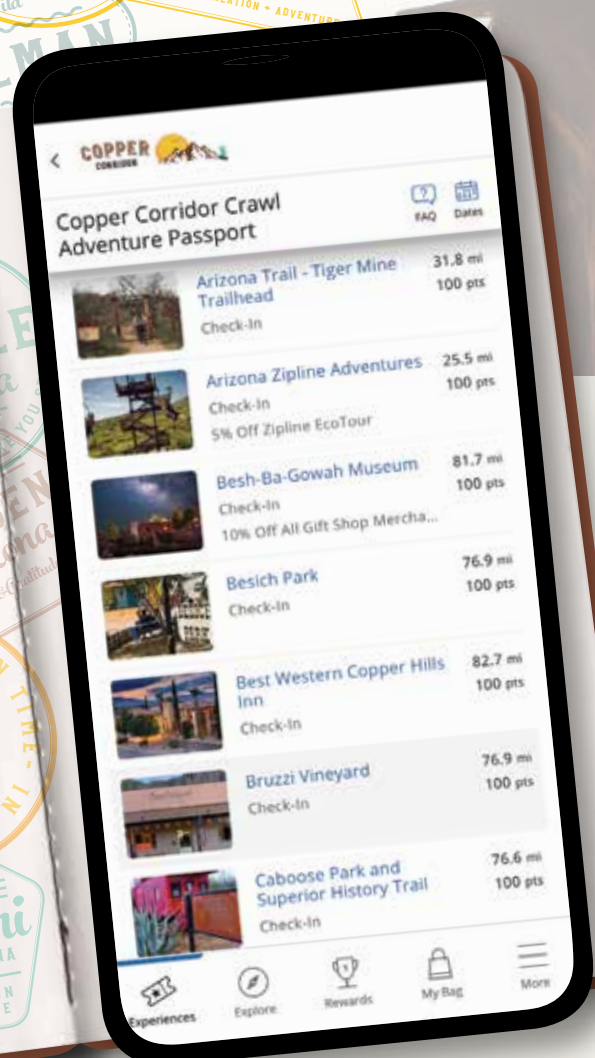 LMAN
ATION • ADVENTURE
COPPER
CORRIDOR
Copper Corridor Crawl
Adventure Passport
FAQ
Dates
Arizona Trail - Tiger Mine
Trailhead
Check-In
31.8 mi
100 pts
Arizona Zipline Adventures
Check-In
5% Off Zipline EcoTour
25.5 mi
100 pts
Besh-Ba-Gowah Museum
Check-In
10% Off All Gift Shop Mercha...
81.7 mi
100 pts
Besich Park
Check-In
76.9 mi
100 pts
Best Western Copper Hills
Inn
Check-In
82.7 mi
100 pts
Bruzzi Vineyard
Check-In
76.9 mi
100 pts
Caboose Park and
Superior History Trail
Check-In
76.6 mi
100 pts
Experiences
Explore
Rewards
My Bag
More